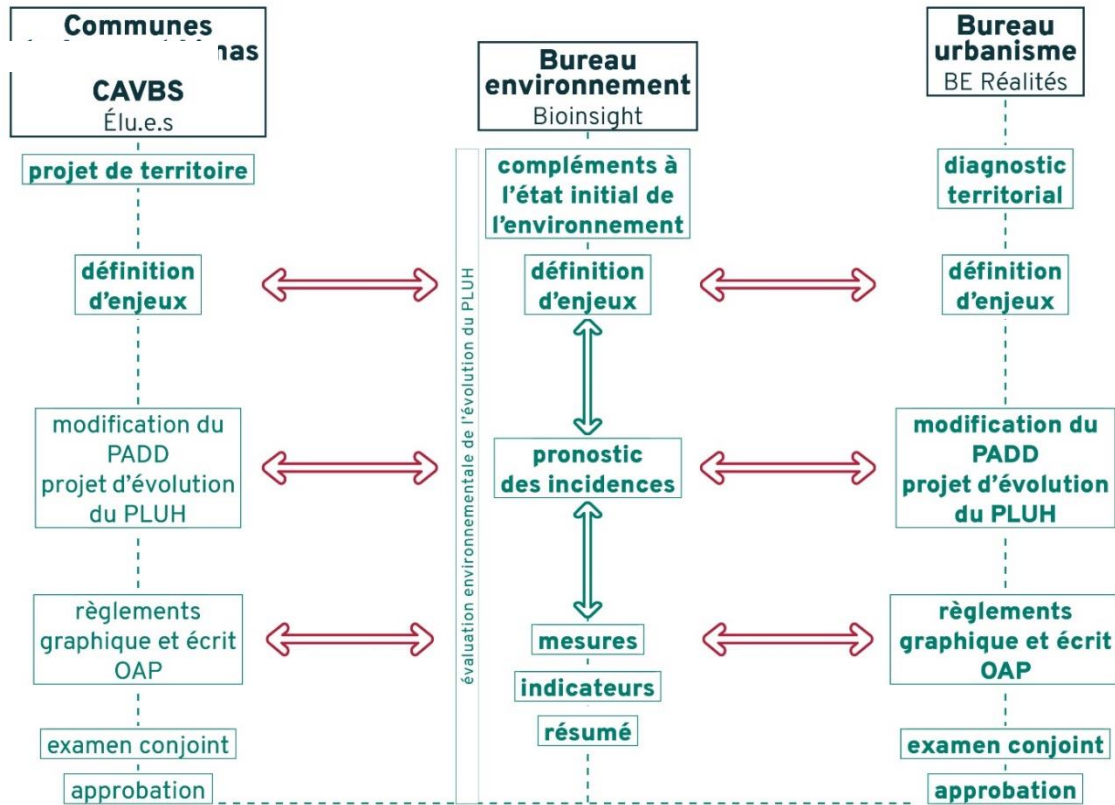 Communes
CAVBS
Élu.e.s
projet de territoire
définition
d'enjeux
modification du
PADD
projet d'évolution
du PLUH
règlements
graphique et écrit
OAP
examen conjoint
approbation
évaluation environnementale de l'évolution du PLUH
Bureau
environnement
Bioinsight
compléments à
l'état initial de
l'environnement
définition
d'enjeux
pronostic
des incidences
mesures
indicateurs
résumé
Bureau
urbanisme
BE Réalités
diagnostic
territorial
définition
d'enjeux
modification du
PADD
projet d'évolution
du PLUH
règlements
graphique et écrit
OAP
examen conjoint
approbation